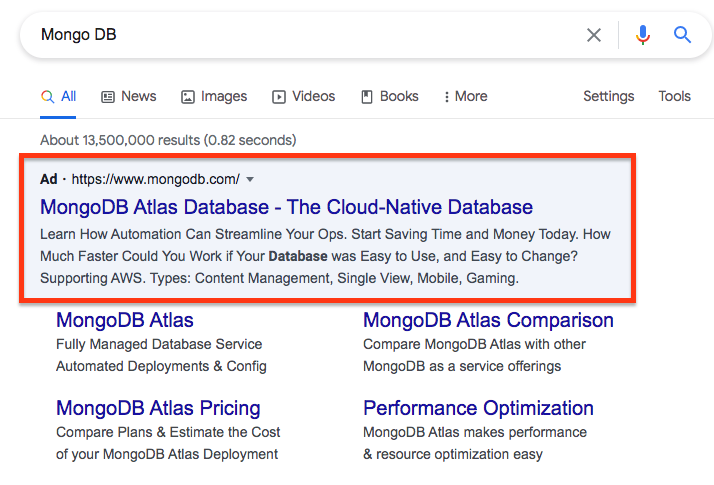 Mongo DB
All News Images Videos Books More Settings Tools
About 13,500,000 results (0.82 seconds)
Ad · https://www.mongodb.com/
MongoDB Atlas Database - The Cloud-Native Database
Learn How Automation Can Streamline Your Ops. Start Saving Time and Money Today. How
Much Faster Could You Work if Your Database was Easy to Use, and Easy to Change?
Supporting AWS. Types: Content Management, Single View, Mobile, Gaming.
MongoDB Atlas
Fully Managed Database Service
Automated Deployments & Config
MongoDB Atlas Comparison
Compare MongoDB Atlas with other
MongoDB as a service offerings
MongoDB Atlas Pricing
Compare Plans & Estimate the Cost
of your MongoDB Atlas Deployment
Performance Optimization
MongoDB Atlas makes performance
& resource optimization easy